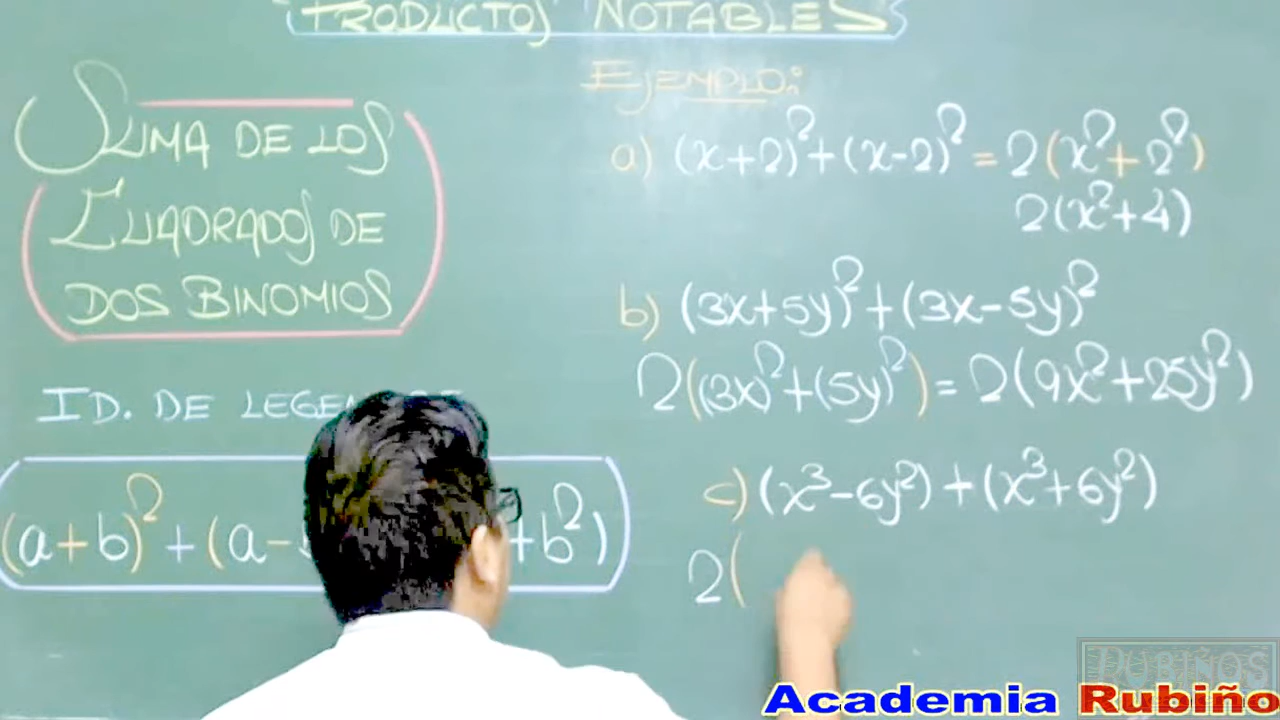 PRODUCTOS NOTABLES
SUMA DE LOS
CUADRADOS DE
DOS BINOMIOS
ID. DE LEGEN
(a+b)² + (a-
+b²)
EJEMPLO:
a) (x+2)²+(x-2)² = 2(x²+2²)
2(x²+4)
b) (3x+5y)²+(3x-5y)²
2((3x)²+(5y)²) = 2(9x²+25y²)
c) (x³-6y²)+(x³+6y²)
2(
RUBIÑOS
Academia Rubiño